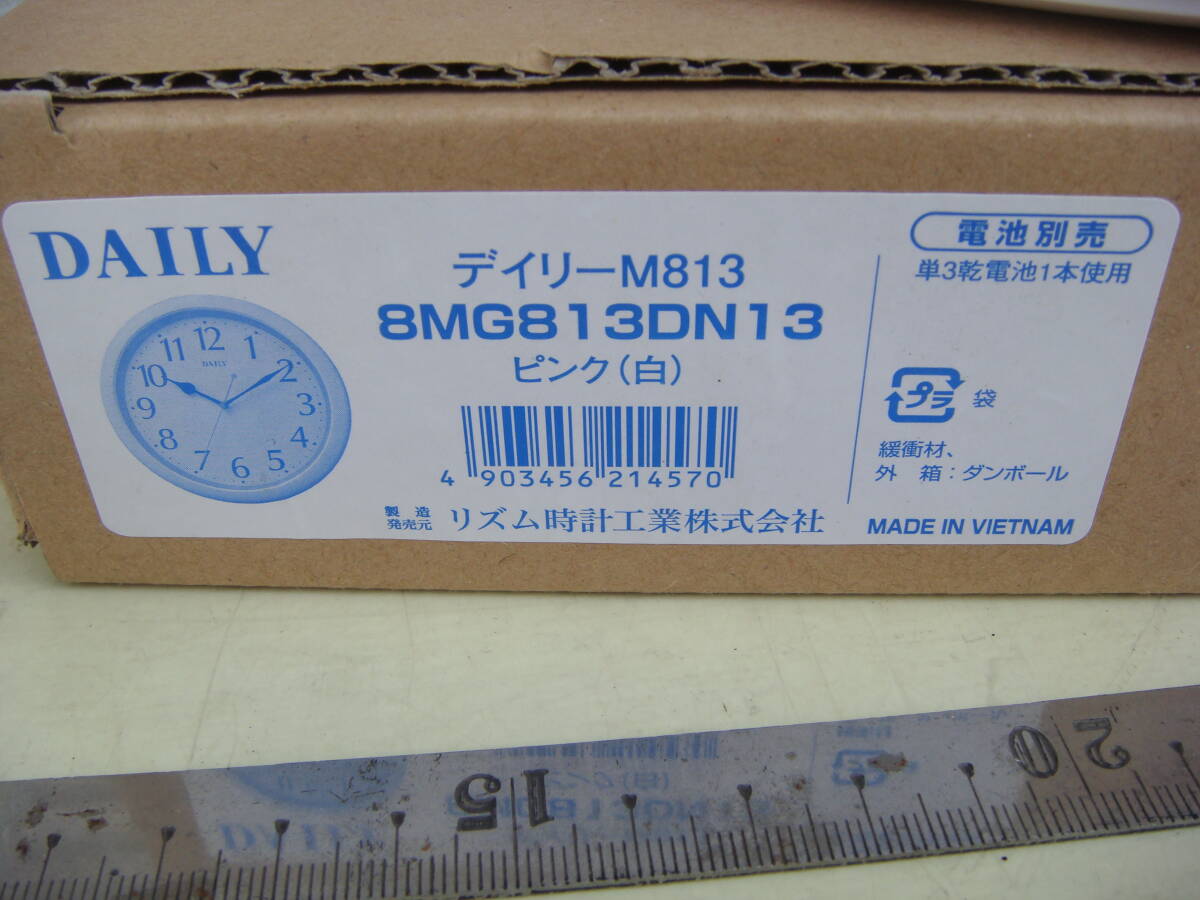 DAILY
デイリーM813
8MG813DN13
ピンク（白）
4 903456 214570
製造
発売元
リズム時計工業株式会社
電池別売
単3乾電池1本使用
プラ
袋
緩衝材、
外 箱：ダンボール
MADE IN VIETNAM
11 12 1
10 2
9 3
8 4
7 6 5
DAILY
15
20